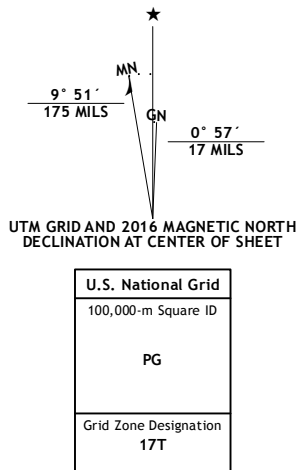 MN
9° 51´
175 MILS
GN
0° 57´
17 MILS
UTM GRID AND 2016 MAGNETIC NORTH
DECLINATION AT CENTER OF SHEET
U.S. National Grid
100,000-m Square ID
PG
Grid Zone Designation
17T